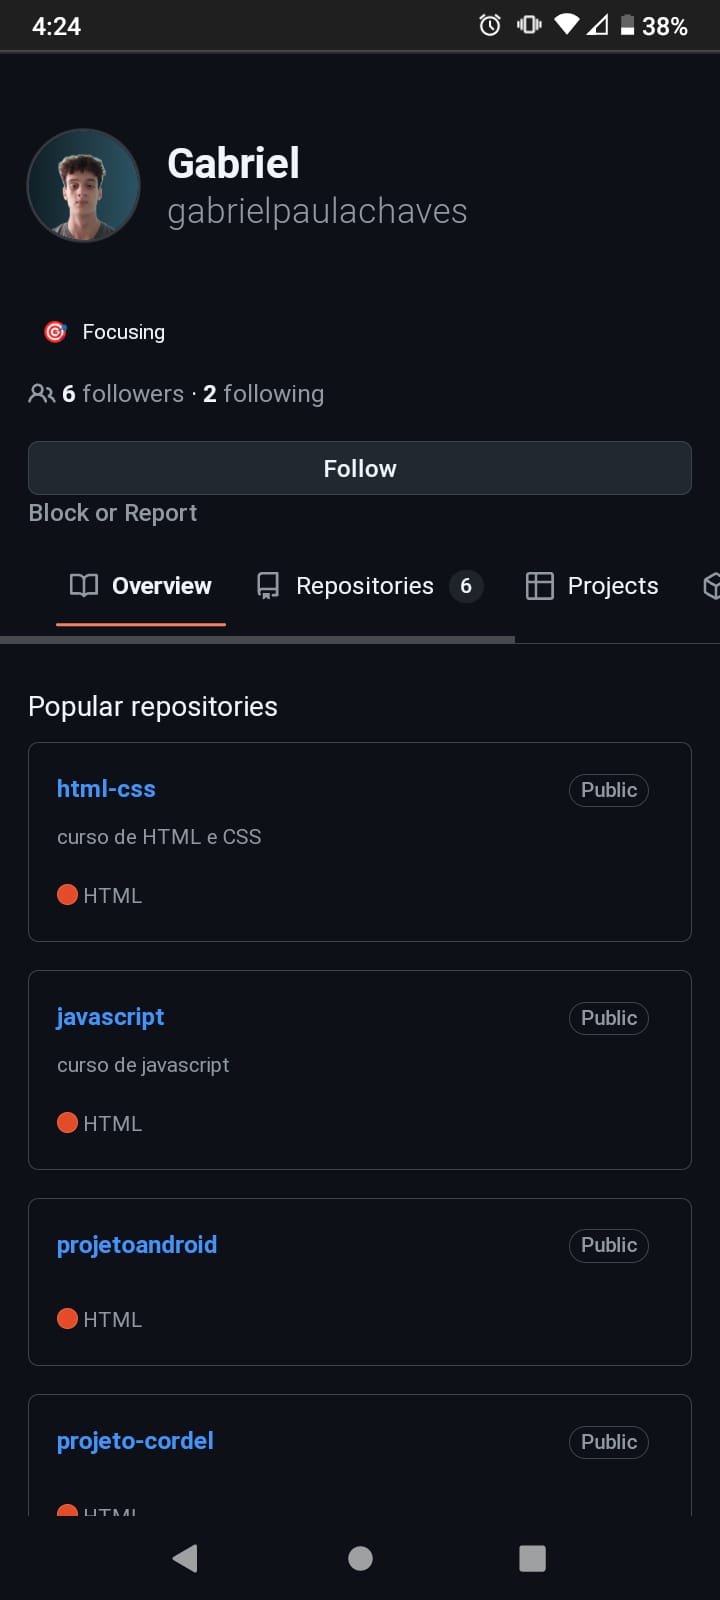 4:24 38%
Gabriel
gabrielpaulachaves
Focusing
6 followers · 2 following
Follow
Block or Report
Overview Repositories 6 Projects
Popular repositories
html-css Public
curso de HTML e CSS
HTML
javascript Public
curso de javascript
HTML
projetoandroid Public
HTML
projeto-cordel Public
HTML